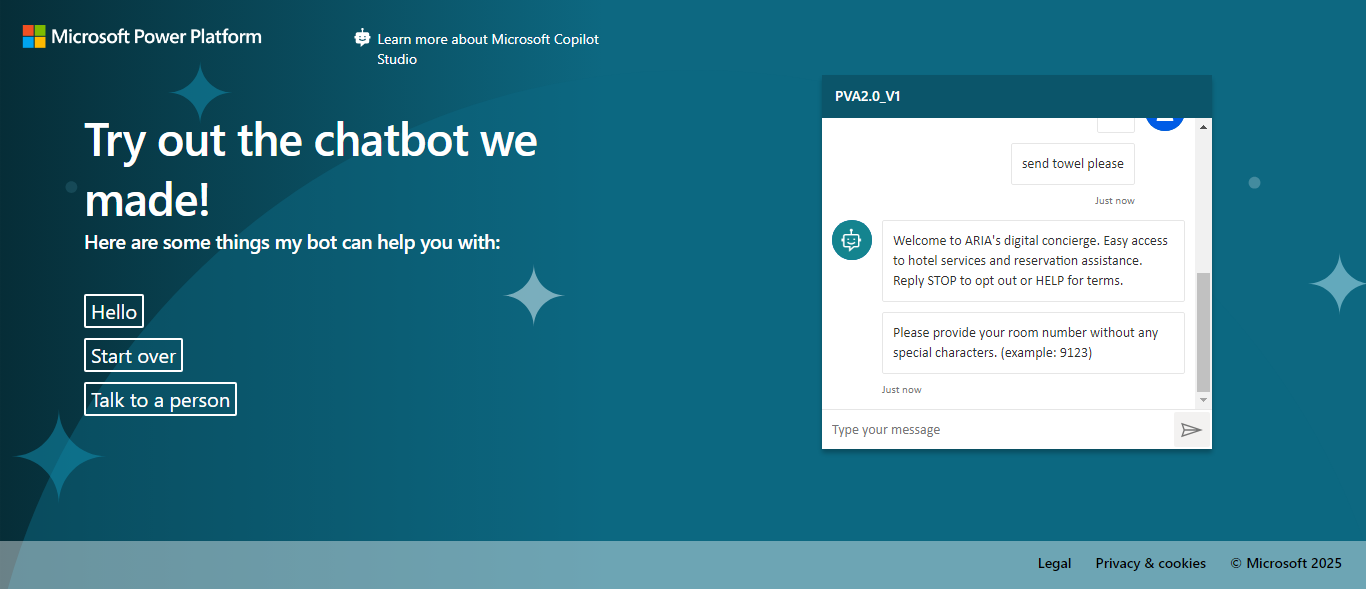 Microsoft Power Platform
Learn more about Microsoft Copilot
Studio
Try out the chatbot we
made!
Here are some things my bot can help you with:
Hello
Start over
Talk to a person
PVA2.0_V1
send towel please
Just now
Welcome to ARIA's digital concierge. Easy access
to hotel services and reservation assistance.
Reply STOP to opt out or HELP for terms.
Please provide your room number without any
special characters. (example: 9123)
Just now
Type your message
Legal
Privacy & cookies
© Microsoft 2025